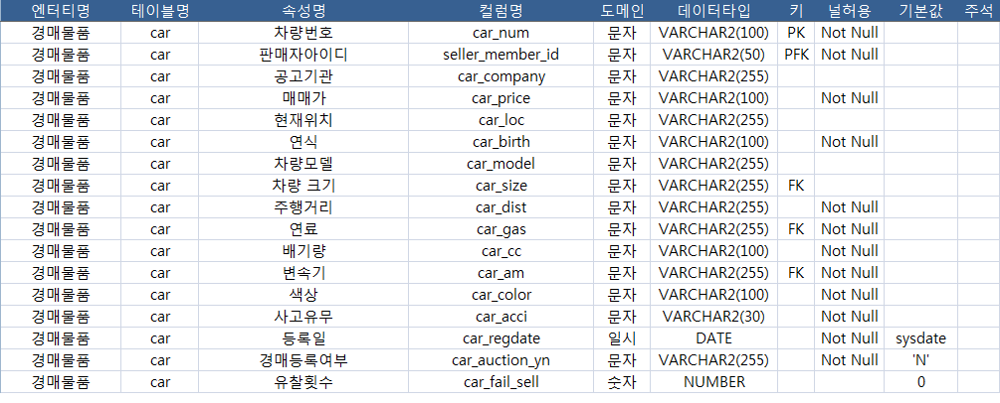 엔터티명 테이블명 속성명 컬럼명 도메인 데이터타입 키 널허용 기본값 주석
경매물품 car 차량번호 car_num 문자 VARCHAR2(100) PK Not Null
경매물품 car 판매자아이디 seller_member_id 문자 VARCHAR2(50) PFK Not Null
경매물품 car 공고기관 car_company 문자 VARCHAR2(255)
경매물품 car 매매가 car_price 문자 VARCHAR2(100) Not Null
경매물품 car 현재위치 car_loc 문자 VARCHAR2(255)
경매물품 car 연식 car_birth 문자 VARCHAR2(100) Not Null
경매물품 car 차량모델 car_model 문자 VARCHAR2(255)
경매물품 car 차량 크기 car_size 문자 VARCHAR2(255) FK
경매물품 car 주행거리 car_dist 문자 VARCHAR2(255) Not Null
경매물품 car 연료 car_gas 문자 VARCHAR2(255) FK Not Null
경매물품 car 배기량 car_cc 문자 VARCHAR2(100) Not Null
경매물품 car 변속기 car_am 문자 VARCHAR2(255) FK Not Null
경매물품 car 색상 car_color 문자 VARCHAR2(100) Not Null
경매물품 car 사고유무 car_acci 문자 VARCHAR2(30) Not Null
경매물품 car 등록일 car_regdate 일시 DATE Not Null sysdate
경매물품 car 경매등록여부 car_auction_yn 문자 VARCHAR2(255) Not Null 'N'
경매물품 car 유찰횟수 car_fail_sell 숫자 NUMBER 0